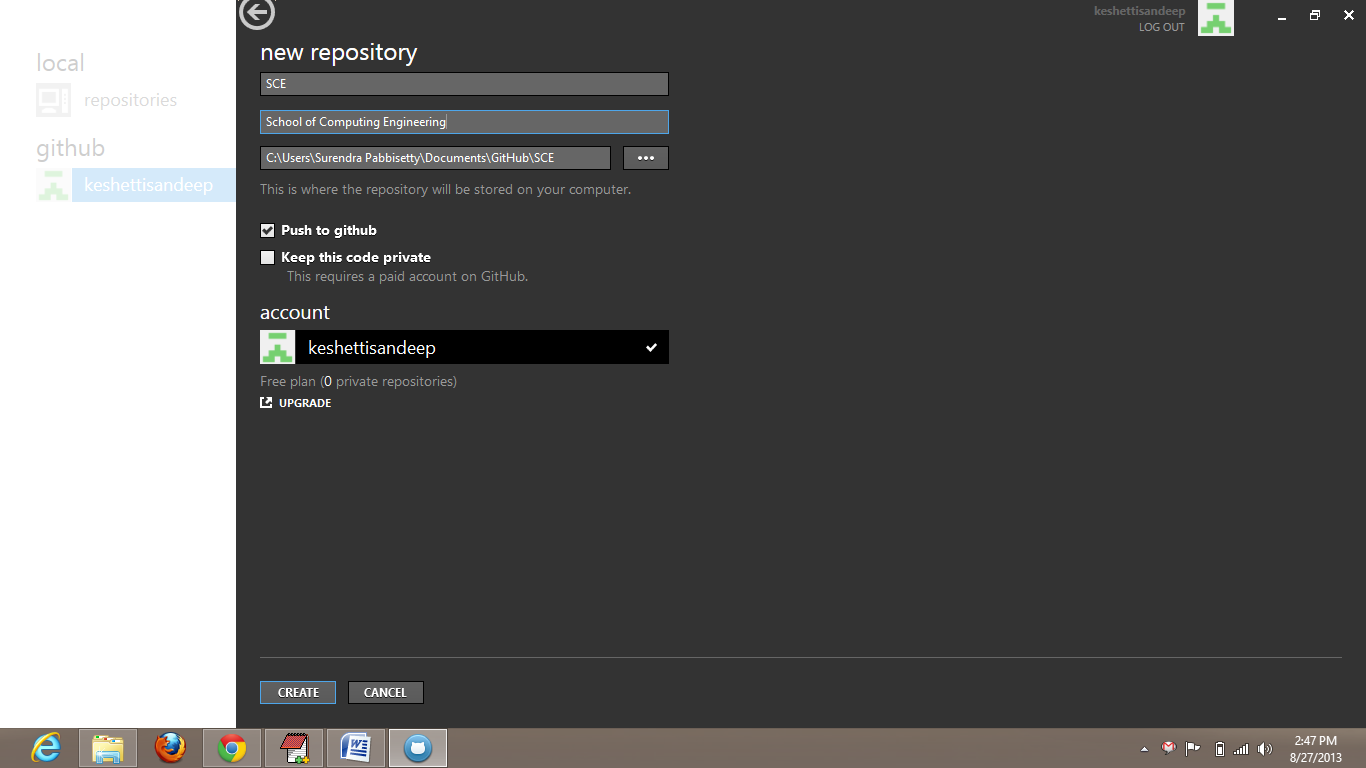 keshettisandeep
LOG OUT
local
repositories
github
keshettisandeep
new repository
SCE
School of Computing Engineering
C:\Users\Surendra Pabbisetty\Documents\GitHub\SCE
•••
This is where the repository will be stored on your computer.
Push to github
Keep this code private
This requires a paid account on GitHub.
account
keshettisandeep
Free plan (0 private repositories)
UPGRADE
CREATE
CANCEL
2:47 PM
8/27/2013